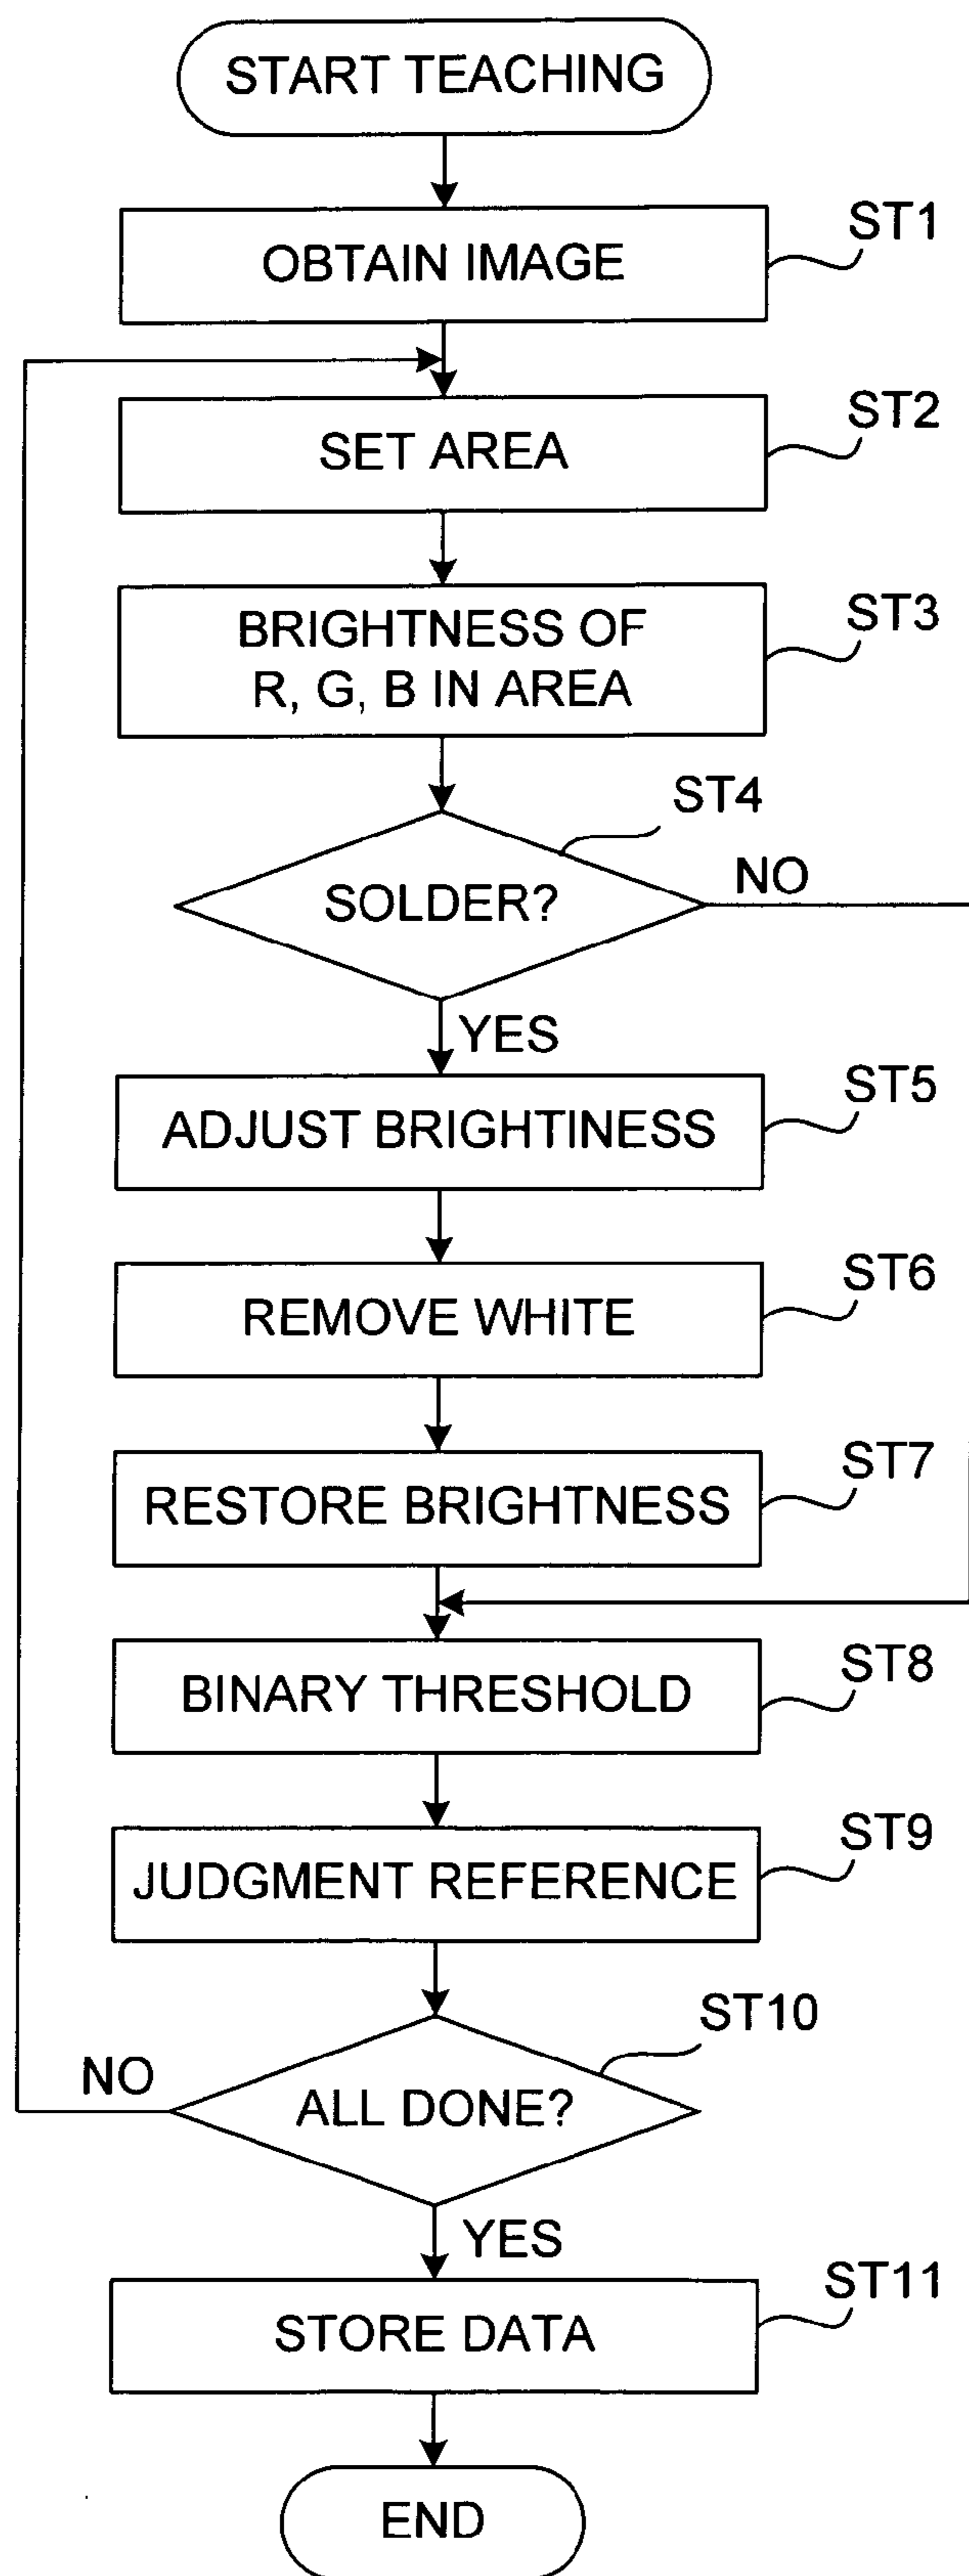 START TEACHING
OBTAIN IMAGE
ST1
SET AREA
ST2
BRIGHTNESS OF
R, G, B IN AREA
ST3
ST4
SOLDER?
NO
YES
ADJUST BRIGHTINESS
ST5
REMOVE WHITE
ST6
RESTORE BRIGHTNESS
ST7
BINARY THRESHOLD
ST8
JUDGMENT REFERENCE
ST9
ST10
ALL DONE?
NO
YES
STORE DATA
ST11
END